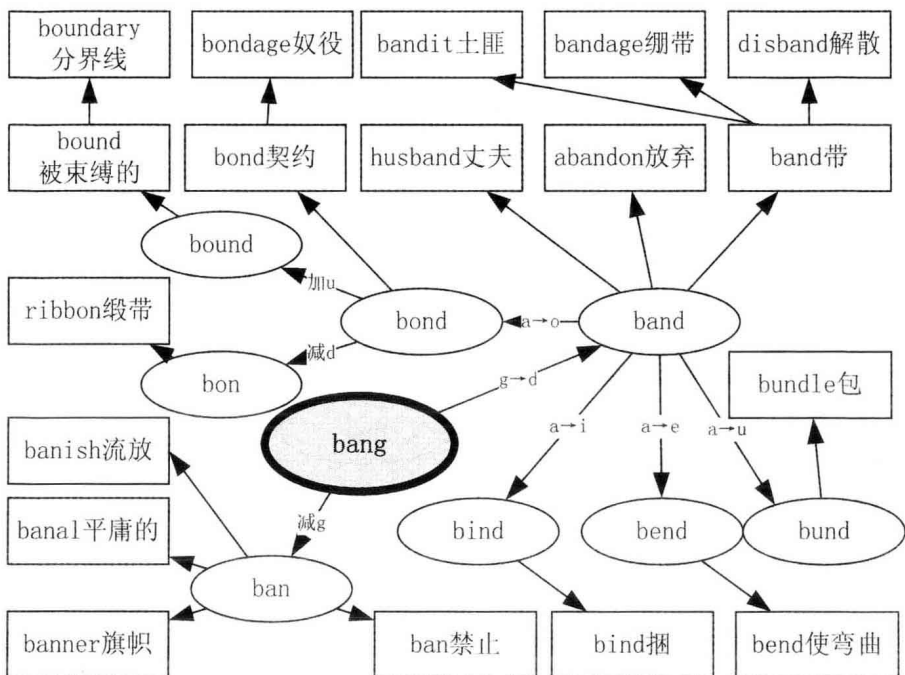 boundary
分界线
bondage奴役
bandit土匪
bandage绷带
disband解散
bound
被束缚的
bond契约
husband丈夫
abandon放弃
band带
bound
加u
ribbon缎带
bond
a→o
band
减d
bon
g→d
bundle包
bang
a→i
a→e
a→u
banish流放
减g
banal平庸的
bind
bend
bund
ban
banner旗帜
ban禁止
bind捆
bend使弯曲